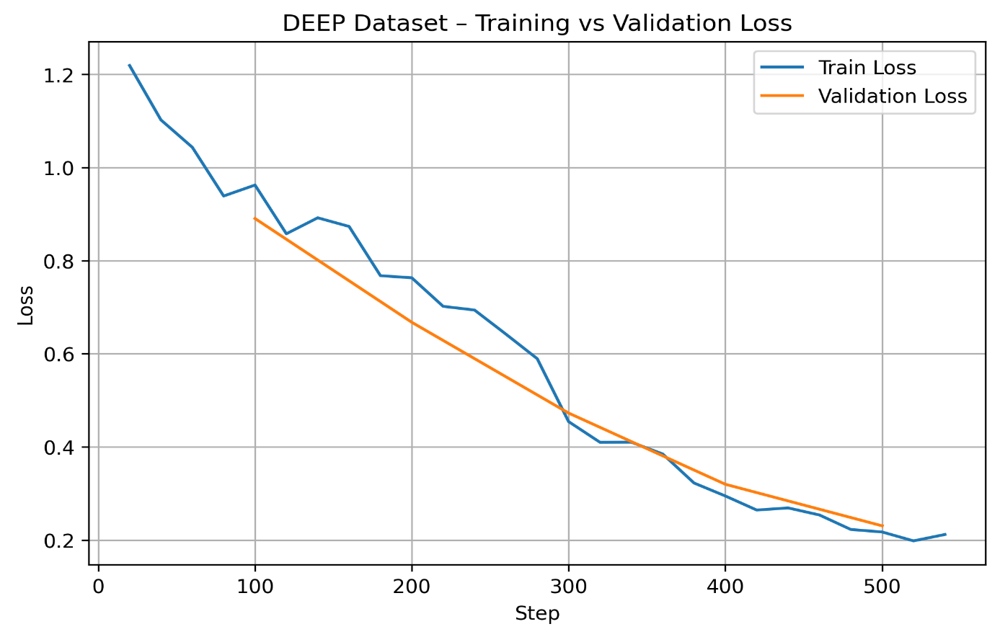 DEEP Dataset – Training vs Validation Loss
Train Loss
Validation Loss
1.2
1.0
0.8
0.6
0.4
0.2
Loss
0 100 200 300 400 500
Step